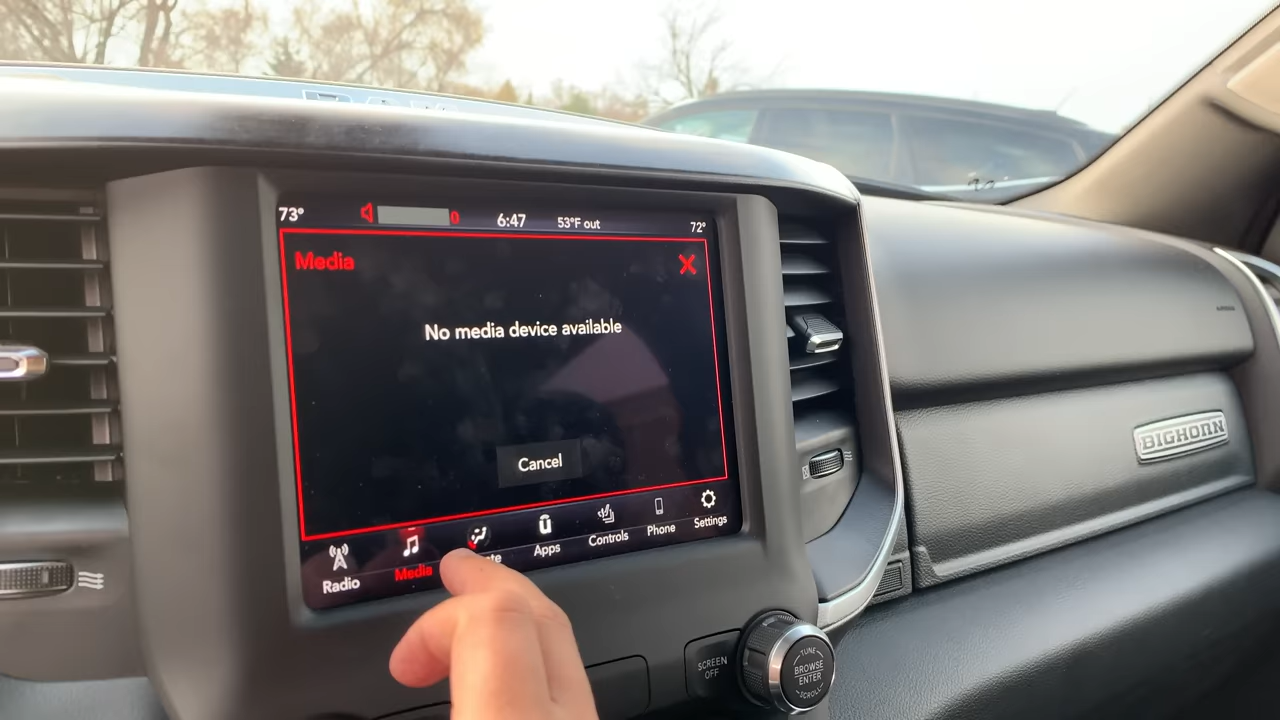 73°
0
6:47
53°F out
72°
Media
No media device available
Cancel
Radio
Media
Apps
Controls
Phone
Settings
SCREEN
OFF
TUNE
BROWSE
ENTER
SCROLL
BIGHORN